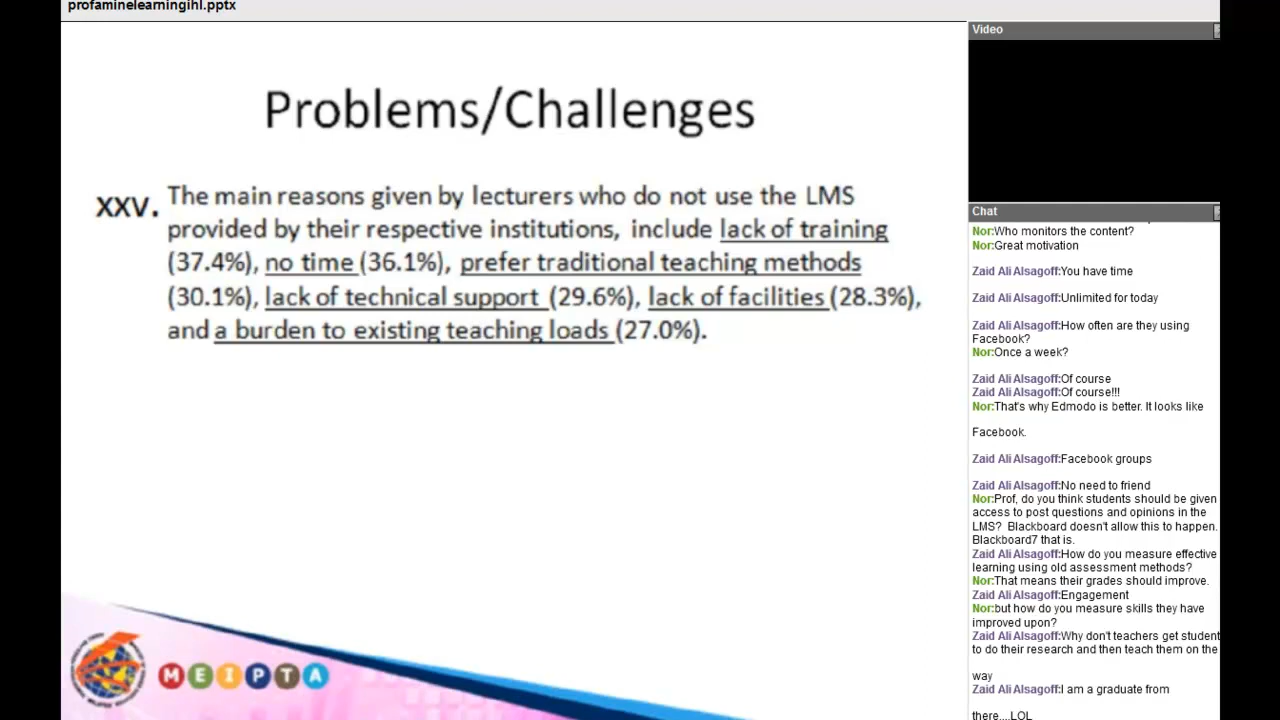 profaminelearningihl.pptx
Problems/Challenges
XXV. The main reasons given by lecturers who do not use the LMS
provided by their respective institutions, include lack of training
(37.4%), no time (36.1%), prefer traditional teaching methods
(30.1%), lack of technical support (29.6%), lack of facilities (28.3%),
and a burden to existing teaching loads (27.0%).
MEIPTA
Video
Chat
Nor:Who monitors the content?
Nor:Great motivation
Zaid Ali Alsagoff:You have time
Zaid Ali Alsagoff:Unlimited for today
Zaid Ali Alsagoff:How often are they using
Facebook?
Nor:Once a week?
Zaid Ali Alsagoff:Of course
Zaid Ali Alsagoff:Of course!!!
Nor:That's why Edmodo is better. It looks like
Facebook.
Zaid Ali Alsagoff:Facebook groups
Zaid Ali Alsagoff:No need to friend
Nor:Prof, do you think students should be given
access to post questions and opinions in the
LMS? Blackboard doesn't allow this to happen.
Blackboard7 that is.
Zaid Ali Alsagoff:How do you measure effective
learning using old assessment methods?
Nor:That means their grades should improve.
Zaid Ali Alsagoff:Engagement
Nor:but how do you measure skills they have
improved upon?
Zaid Ali Alsagoff:Why don't teachers get student
to do their research and then teach them on the
way
Zaid Ali Alsagoff:I am a graduate from
there....LOL